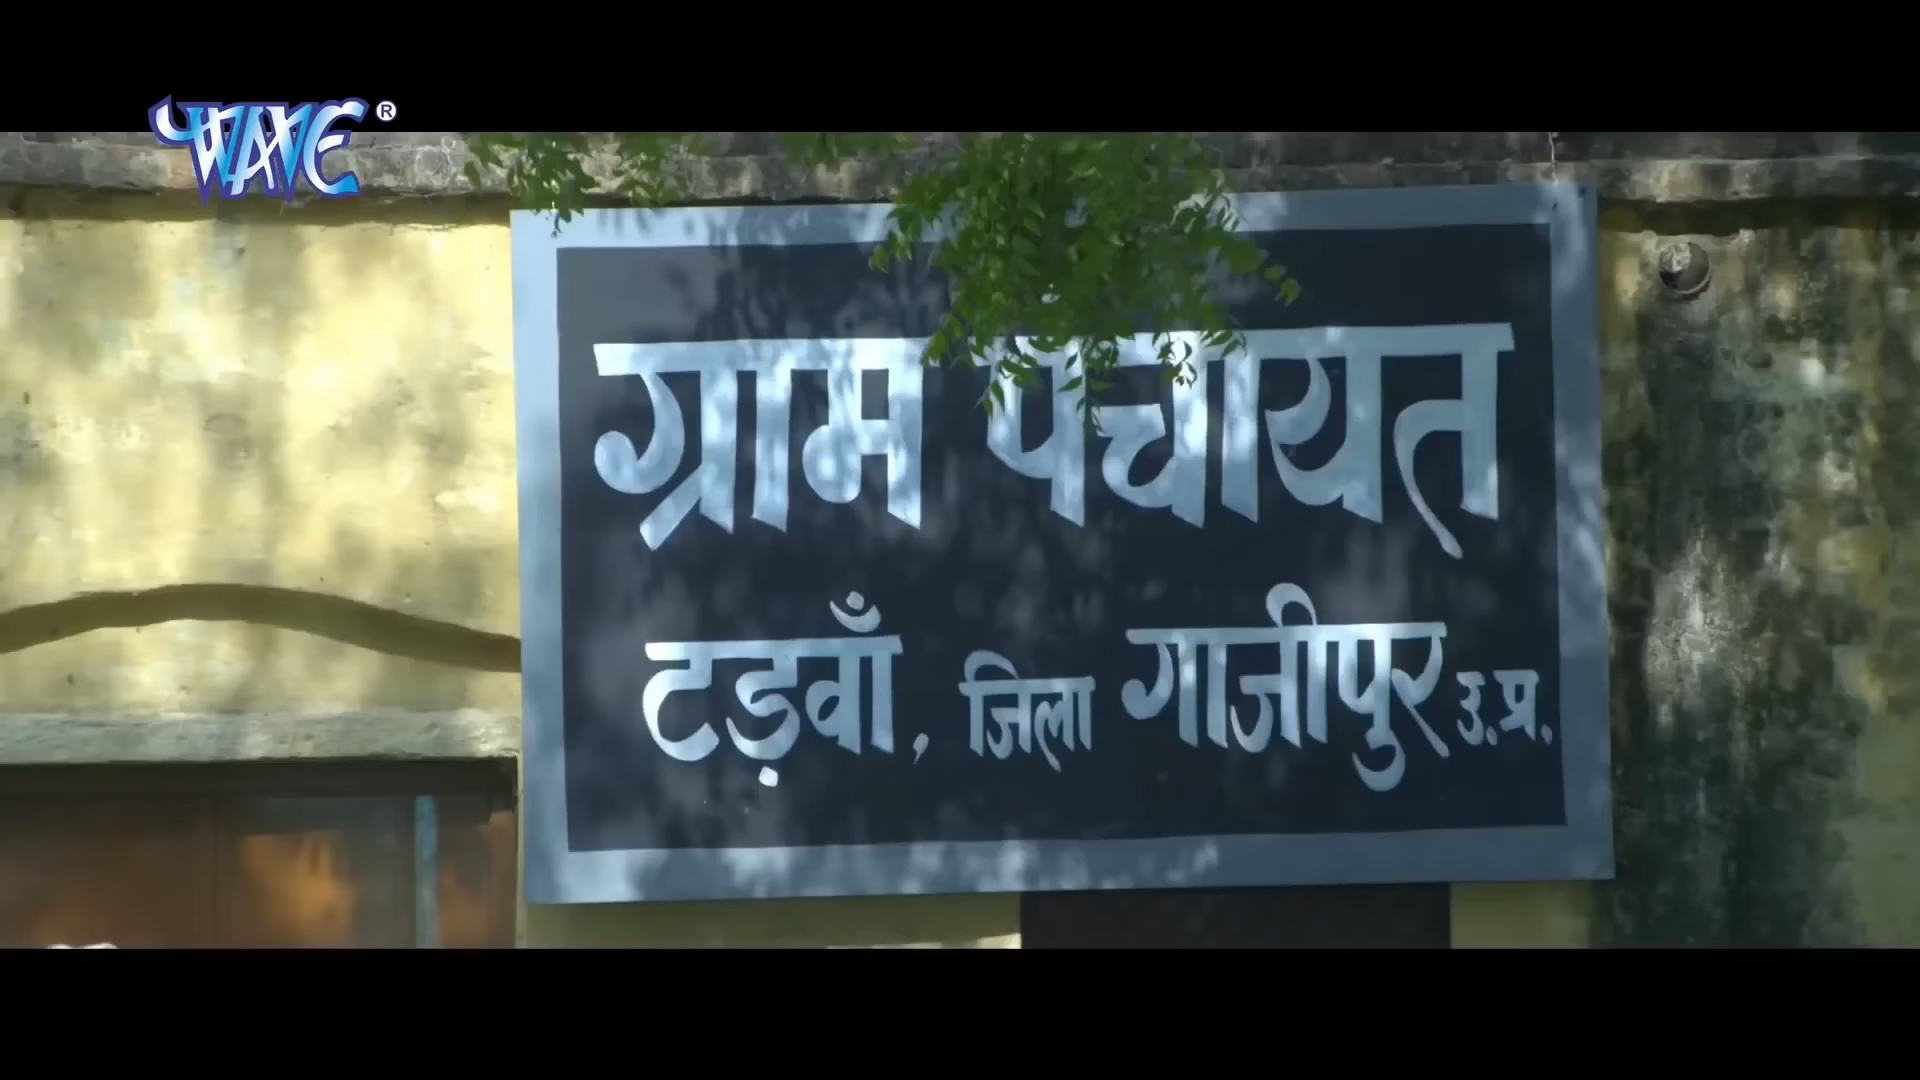 WAVE ®
ग्राम पंचायत
टड़वाँ, जिला गाजीपुर उ.प्र.